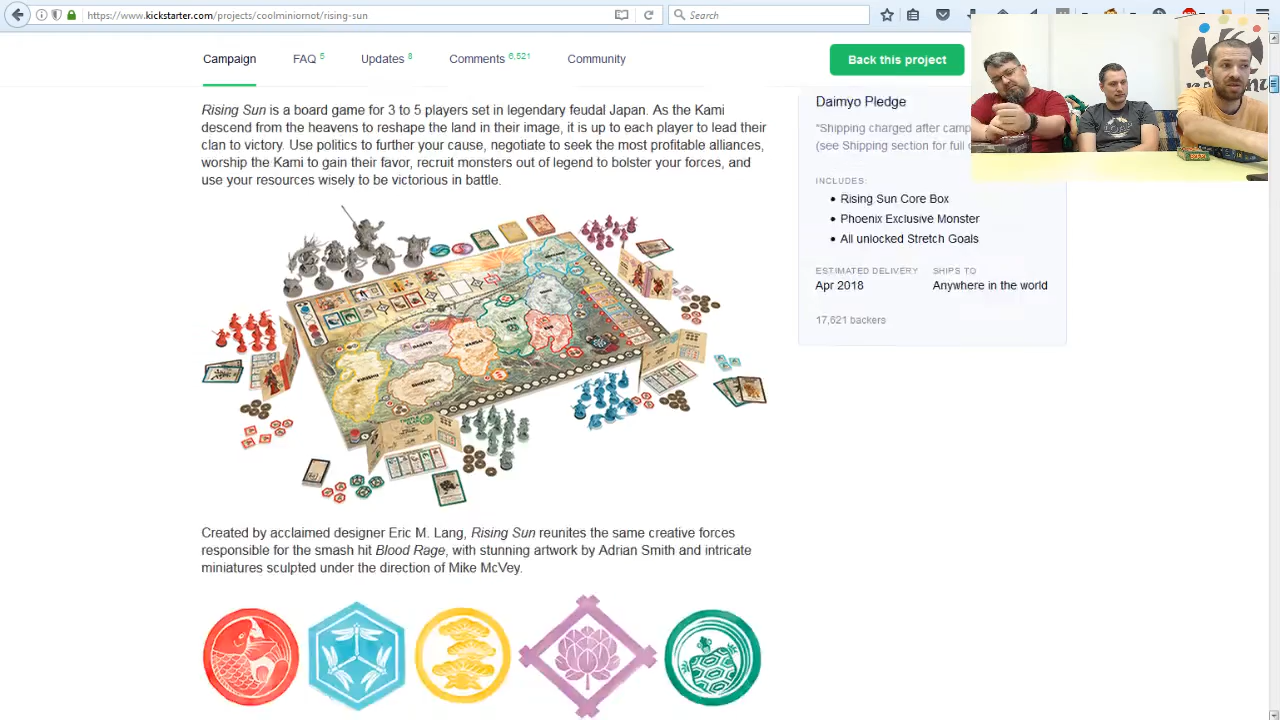 https://www.kickstarter.com/projects/coolminiornot/rising-sun
Search
Campaign
FAQ 5
Updates 8
Comments 6,521
Community
Back this project
Rising Sun is a board game for 3 to 5 players set in legendary feudal Japan. As the Kami
descend from the heavens to reshape the land in their image, it is up to each player to lead their
clan to victory. Use politics to further your cause, negotiate to seek the most profitable alliances,
worship the Kami to gain their favor, recruit monsters out of legend to bolster your forces, and
use your resources wisely to be victorious in battle.
Created by acclaimed designer Eric M. Lang, Rising Sun reunites the same creative forces
responsible for the smash hit Blood Rage, with stunning artwork by Adrian Smith and intricate
miniatures sculpted under the direction of Mike McVey.
Daimyo Pledge
*Shipping charged after camp
(see Shipping section for full
INCLUDES:
Rising Sun Core Box
Phoenix Exclusive Monster
All unlocked Stretch Goals
ESTIMATED DELIVERY
Apr 2018
SHIPS TO
Anywhere in the world
17,621 backers